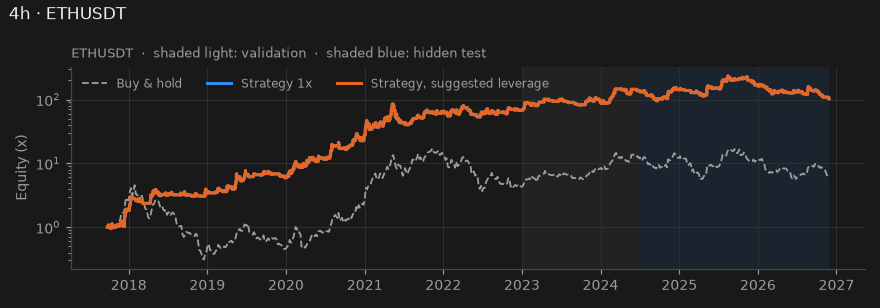 4h · ETHUSDT
ETHUSDT · shaded light: validation · shaded blue: hidden test
Buy & hold Strategy 1x Strategy, suggested leverage
Equity (x)
10²
10¹
10⁰
2018 2019 2020 2021 2022 2023 2024 2025 2026 2027